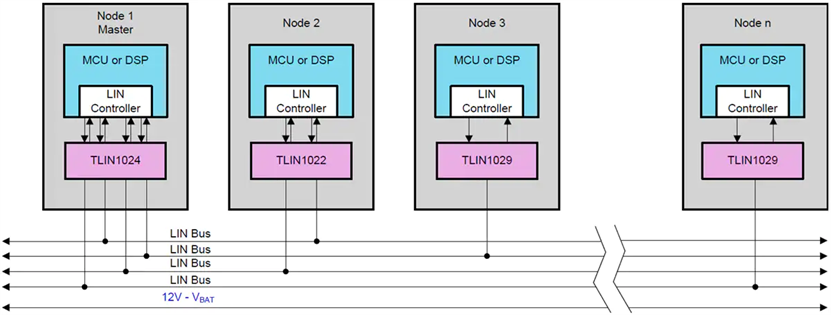 Node 1
Master
MCU or DSP
LIN
Controller
TLIN1024
Node 2
MCU or DSP
LIN
Controller
TLIN1022
Node 3
MCU or DSP
LIN
Controller
TLIN1029
Node n
MCU or DSP
LIN
Controller
TLIN1029
LIN Bus
LIN Bus
LIN Bus
LIN Bus
12V - VBAT